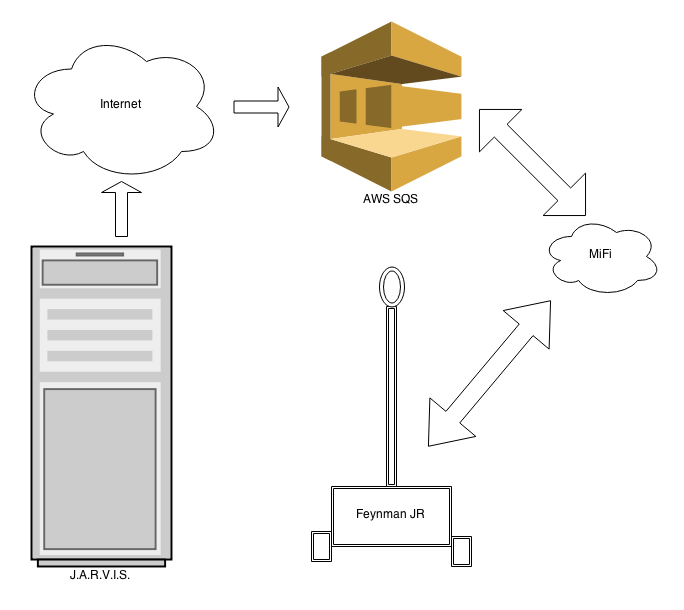 Internet
AWS SQS
MiFi
Feynman JR
J.A.R.V.I.S.